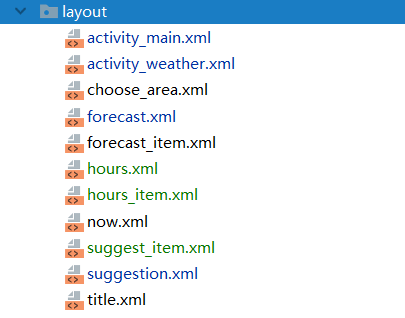 layout
activity_main.xml
activity_weather.xml
choose_area.xml
forecast.xml
forecast_item.xml
hours.xml
hours_item.xml
now.xml
suggest_item.xml
suggestion.xml
title.xml